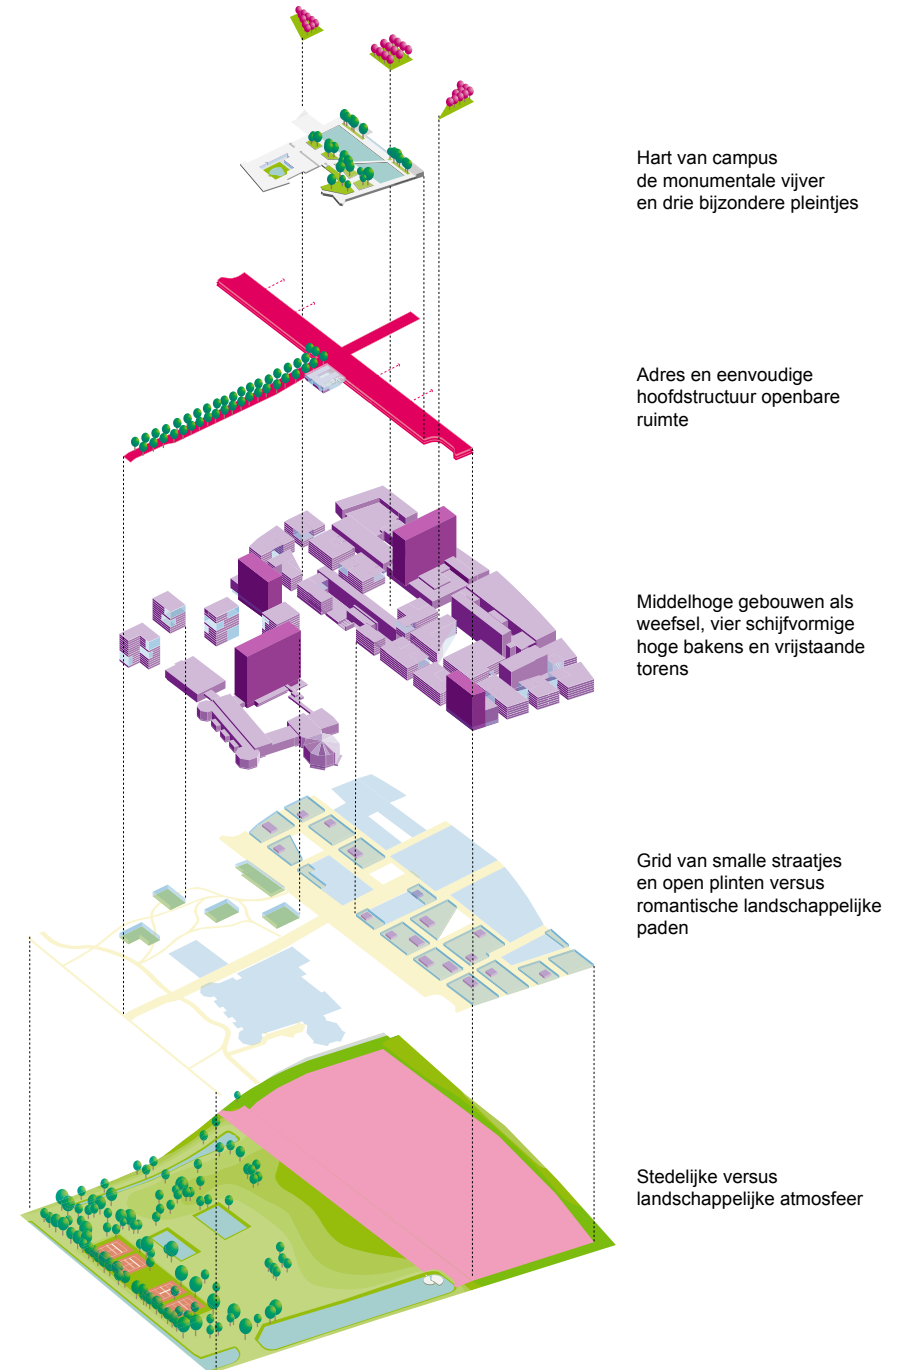 Hart van campus
de monumentale vijver
en drie bijzondere pleintjes
Adres en eenvoudige
hoofdstructuur openbare
ruimte
Middelhoge gebouwen als
weefsel, vier schijfvormige
hoge bakens en vrijstaande
torens
Grid van smalle straatjes
en open plinten versus
romantische landschappelijke
paden
Stedelijke versus
landschappelijke atmosfeer